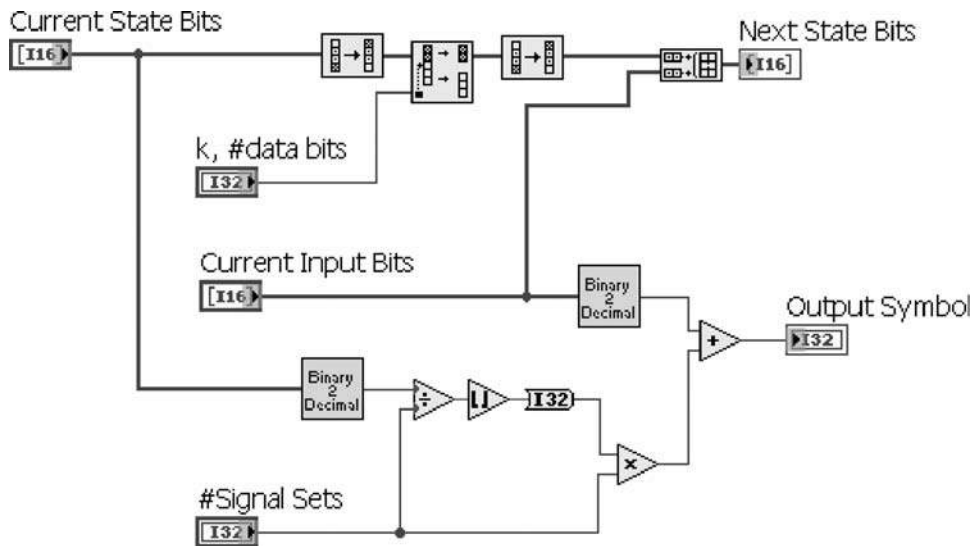 Current State Bits
[I16]
Next State Bits
[I16]
k, #data bits
I32
Current Input Bits
[I16]
Binary
2
Decimal
Output Symbol
+
I32
Binary
2
Decimal
÷
I32
×
#Signal Sets
I32